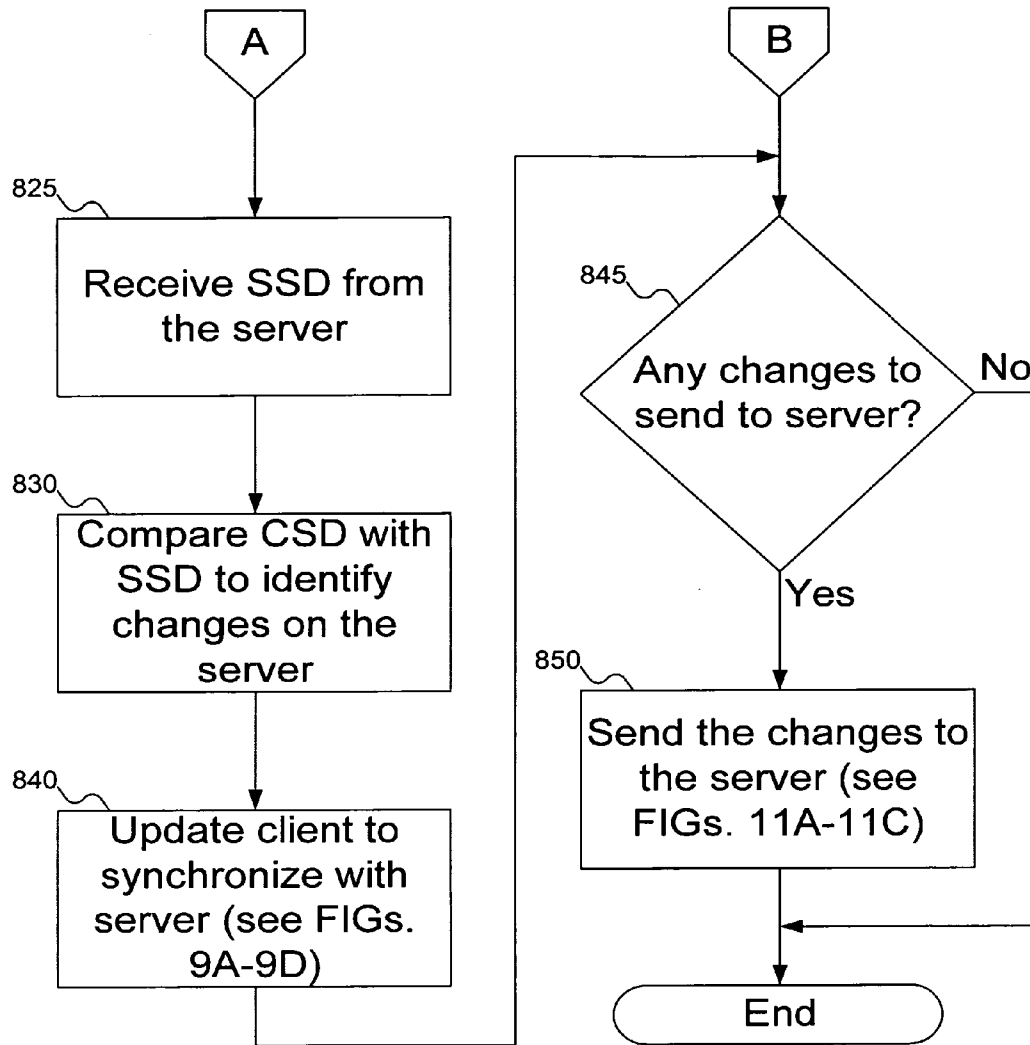 A
825
Receive SSD from
the server
830
Compare CSD with
SSD to identify
changes on the
server
840
Update client to
synchronize with
server (see FIGs.
9A-9D)
B
845
Any changes to
send to server?
No
Yes
850
Send the changes to
the server (see
FIGs. 11A-11C)
End